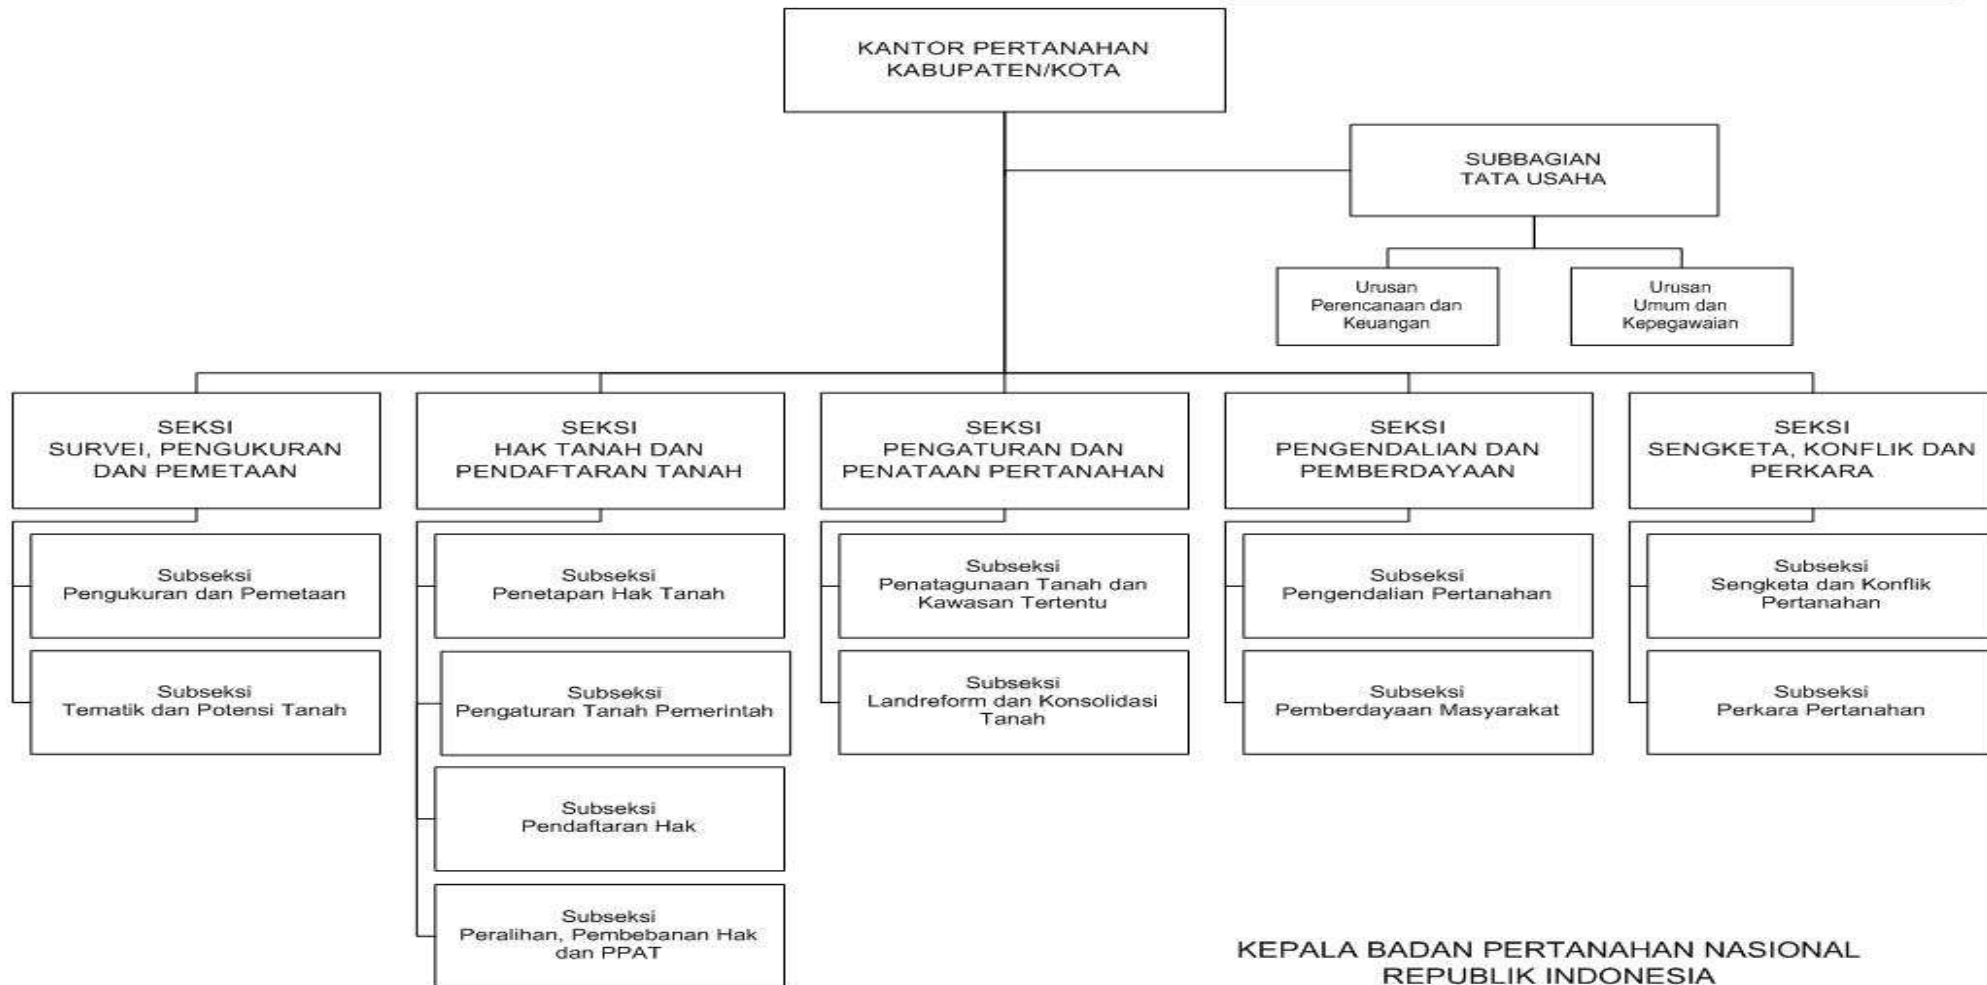 KANTOR PERTANAHAN
KABUPATEN/KOTA
SUBBAGIAN
TATA USAHA
Urusan
Perencanaan dan
Keuangan
Urusan
Umum dan
Kepegawaian
SEKSI
SURVEI, PENGUKURAN
DAN PEMETAAN
SEKSI
HAK TANAH DAN
PENDAFTARAN TANAH
SEKSI
PENGATURAN DAN
PENATAAN PERTANAHAN
SEKSI
PENGENDALIAN DAN
PEMBERDAYAAN
SEKSI
SENGKETA, KONFLIK DAN
PERKARA
Subseksi
Pengukuran dan Pemetaan
Subseksi
Penetapan Hak Tanah
Subseksi
Penatagunaan Tanah dan
Kawasan Tertentu
Subseksi
Pengendalian Pertanahan
Subseksi
Sengketa dan Konflik
Pertanahan
Subseksi
Tematik dan Potensi Tanah
Subseksi
Pengaturan Tanah Pemerintah
Subseksi
Landreform dan Konsolidasi
Tanah
Subseksi
Pemberdayaan Masyarakat
Subseksi
Perkara Pertanahan
Subseksi
Pendaftaran Hak
Subseksi
Peralihan, Pembebanan Hak
dan PPAT
KEPALA BADAN PERTANAHAN NASIONAL
REPUBLIK INDONESIA